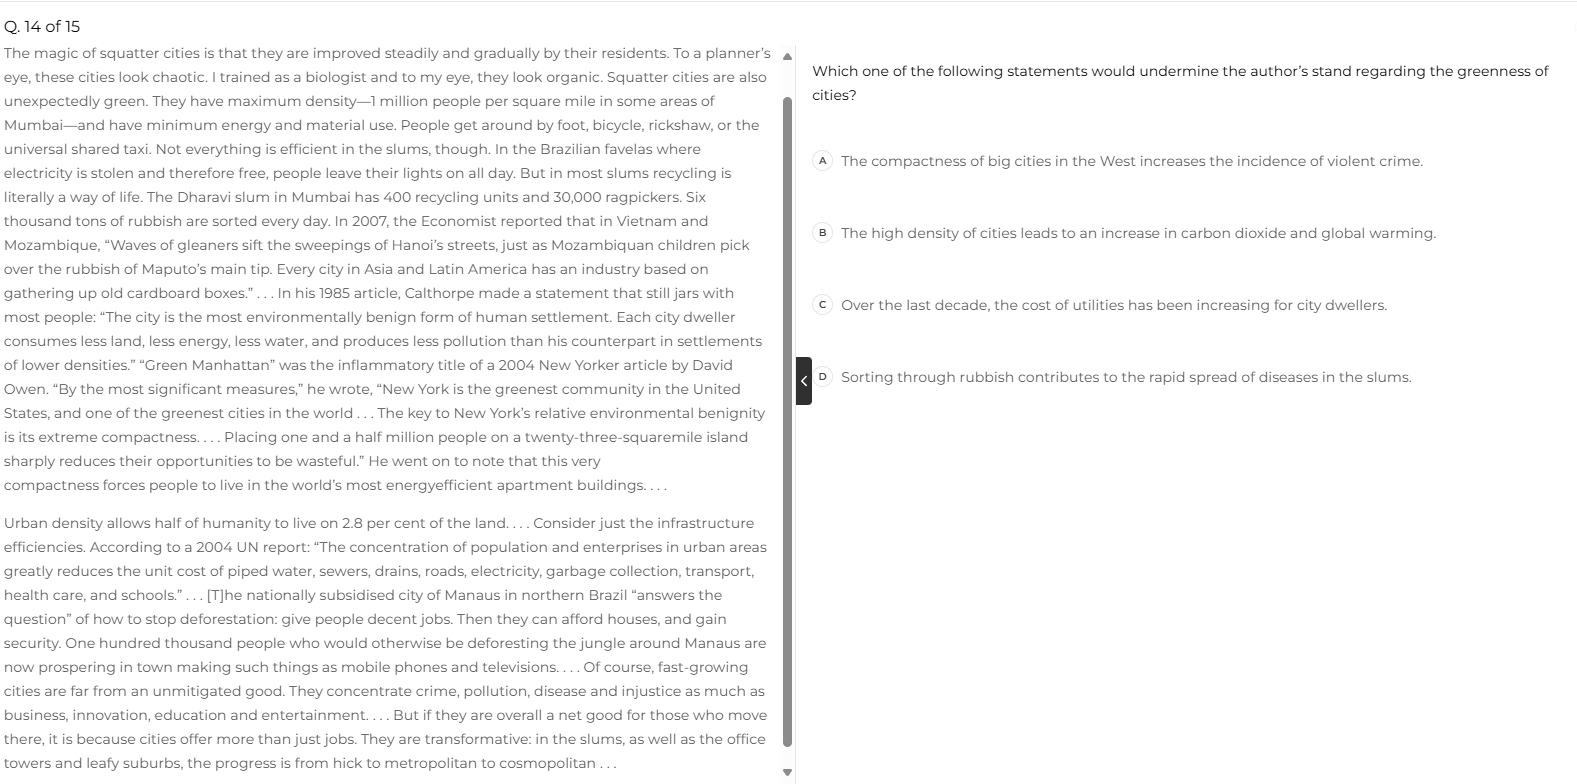 Q. 14 of 15
The magic of squatter cities is that they are improved steadily and gradually by their residents. To a planner’s
eye, these cities look chaotic. I trained as a biologist and to my eye, they look organic. Squatter cities are also
unexpectedly green. They have maximum density—1 million people per square mile in some areas of
Mumbai—and have minimum energy and material use. People get around by foot, bicycle, rickshaw, or the
universal shared taxi. Not everything is efficient in the slums, though. In the Brazilian favelas where
electricity is stolen and therefore free, people leave their lights on all day. But in most slums recycling is
literally a way of life. The Dharavi slum in Mumbai has 400 recycling units and 30,000 ragpickers. Six
thousand tons of rubbish are sorted every day. In 2007, the Economist reported that in Vietnam and
Mozambique, “Waves of gleaners sift the sweepings of Hanoi’s streets, just as Mozambiquan children pick
over the rubbish of Maputo’s main tip. Every city in Asia and Latin America has an industry based on
gathering up old cardboard boxes.” . . . In his 1985 article, Calthorpe made a statement that still jars with
most people: “The city is the most environmentally benign form of human settlement. Each city dweller
consumes less land, less energy, less water, and produces less pollution than his counterpart in settlements
of lower densities.” “Green Manhattan” was the inflammatory title of a 2004 New Yorker article by David
Owen. “By the most significant measures,” he wrote, “New York is the greenest community in the United
States, and one of the greenest cities in the world . . . The key to New York’s relative environmental benignity
is its extreme compactness. . . . Placing one and a half million people on a twenty-three-squaremile island
sharply reduces their opportunities to be wasteful.” He went on to note that this very
compactness forces people to live in the world’s most energyefficient apartment buildings. . . .
Urban density allows half of humanity to live on 2.8 per cent of the land. . . . Consider just the infrastructure
efficiencies. According to a 2004 UN report: “The concentration of population and enterprises in urban areas
greatly reduces the unit cost of piped water, sewers, drains, roads, electricity, garbage collection, transport,
health care, and schools.” . . . [T]he nationally subsidised city of Manaus in northern Brazil “answers the
question” of how to stop deforestation: give people decent jobs. Then they can afford houses, and gain
security. One hundred thousand people who would otherwise be deforesting the jungle around Manaus are
now prospering in town making such things as mobile phones and televisions. . . . Of course, fast-growing
cities are far from an unmitigated good. They concentrate crime, pollution, disease and injustice as much as
business, innovation, education and entertainment. . . . But if they are overall a net good for those who move
there, it is because cities offer more than just jobs. They are transformative: in the slums, as well as the office
towers and leafy suburbs, the progress is from hick to metropolitan to cosmopolitan . . .
Which one of the following statements would undermine the author’s stand regarding the greenness of
cities?
A The compactness of big cities in the West increases the incidence of violent crime.
B The high density of cities leads to an increase in carbon dioxide and global warming.
C Over the last decade, the cost of utilities has been increasing for city dwellers.
D Sorting through rubbish contributes to the rapid spread of diseases in the slums.